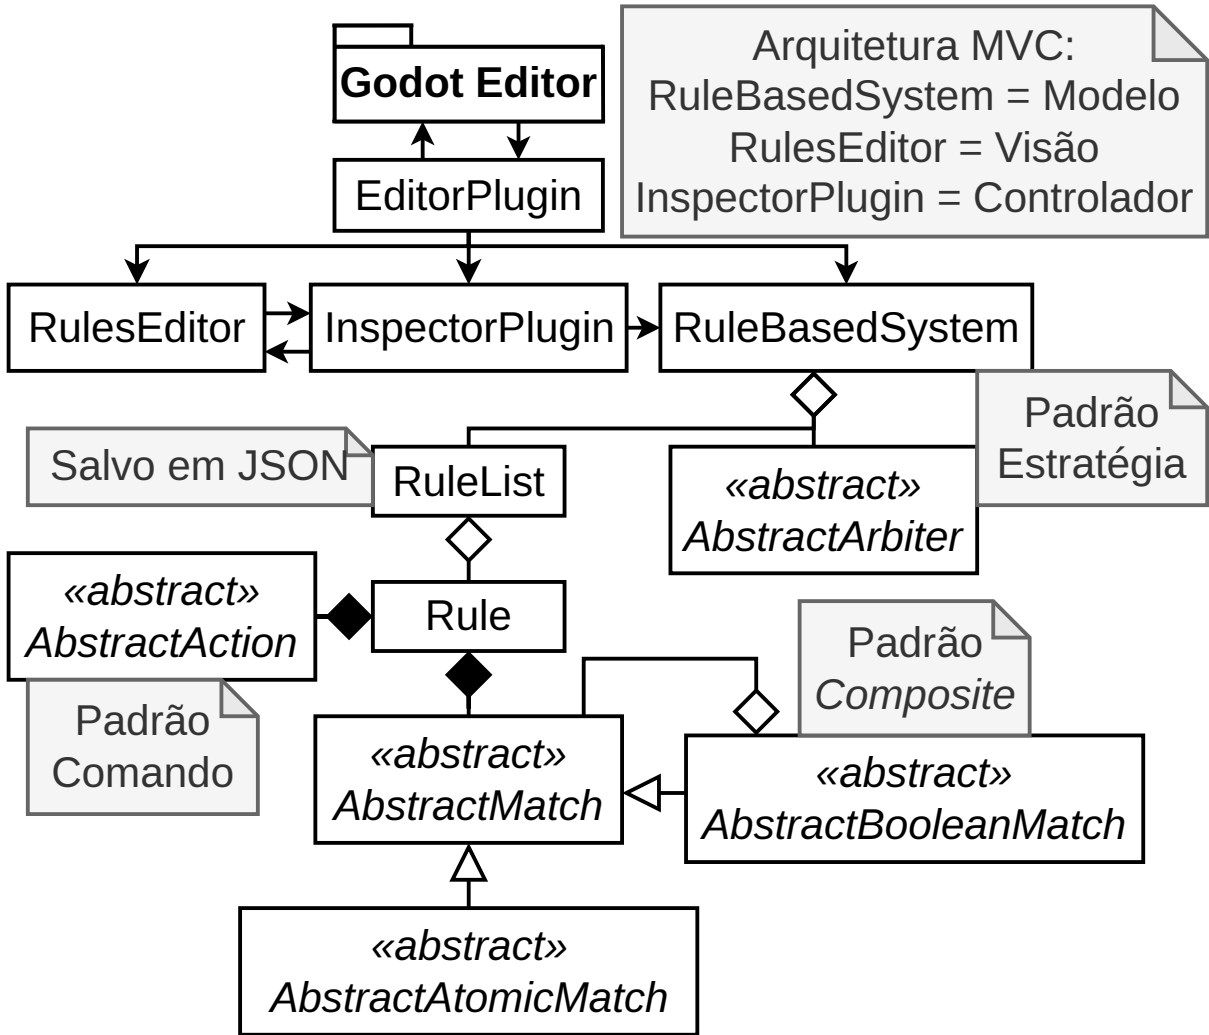 Godot Editor
Arquitetura MVC:
RuleBasedSystem = Modelo
RulesEditor = Visão
InspectorPlugin = Controlador
EditorPlugin
RulesEditor
InspectorPlugin
RuleBasedSystem
Padrão
Estratégia
Salvo em JSON
RuleList
«abstract»
AbstractArbiter
«abstract»
AbstractAction
Rule
Padrão
Composite
Padrão
Comando
«abstract»
AbstractMatch
«abstract»
AbstractBooleanMatch
«abstract»
AbstractAtomicMatch